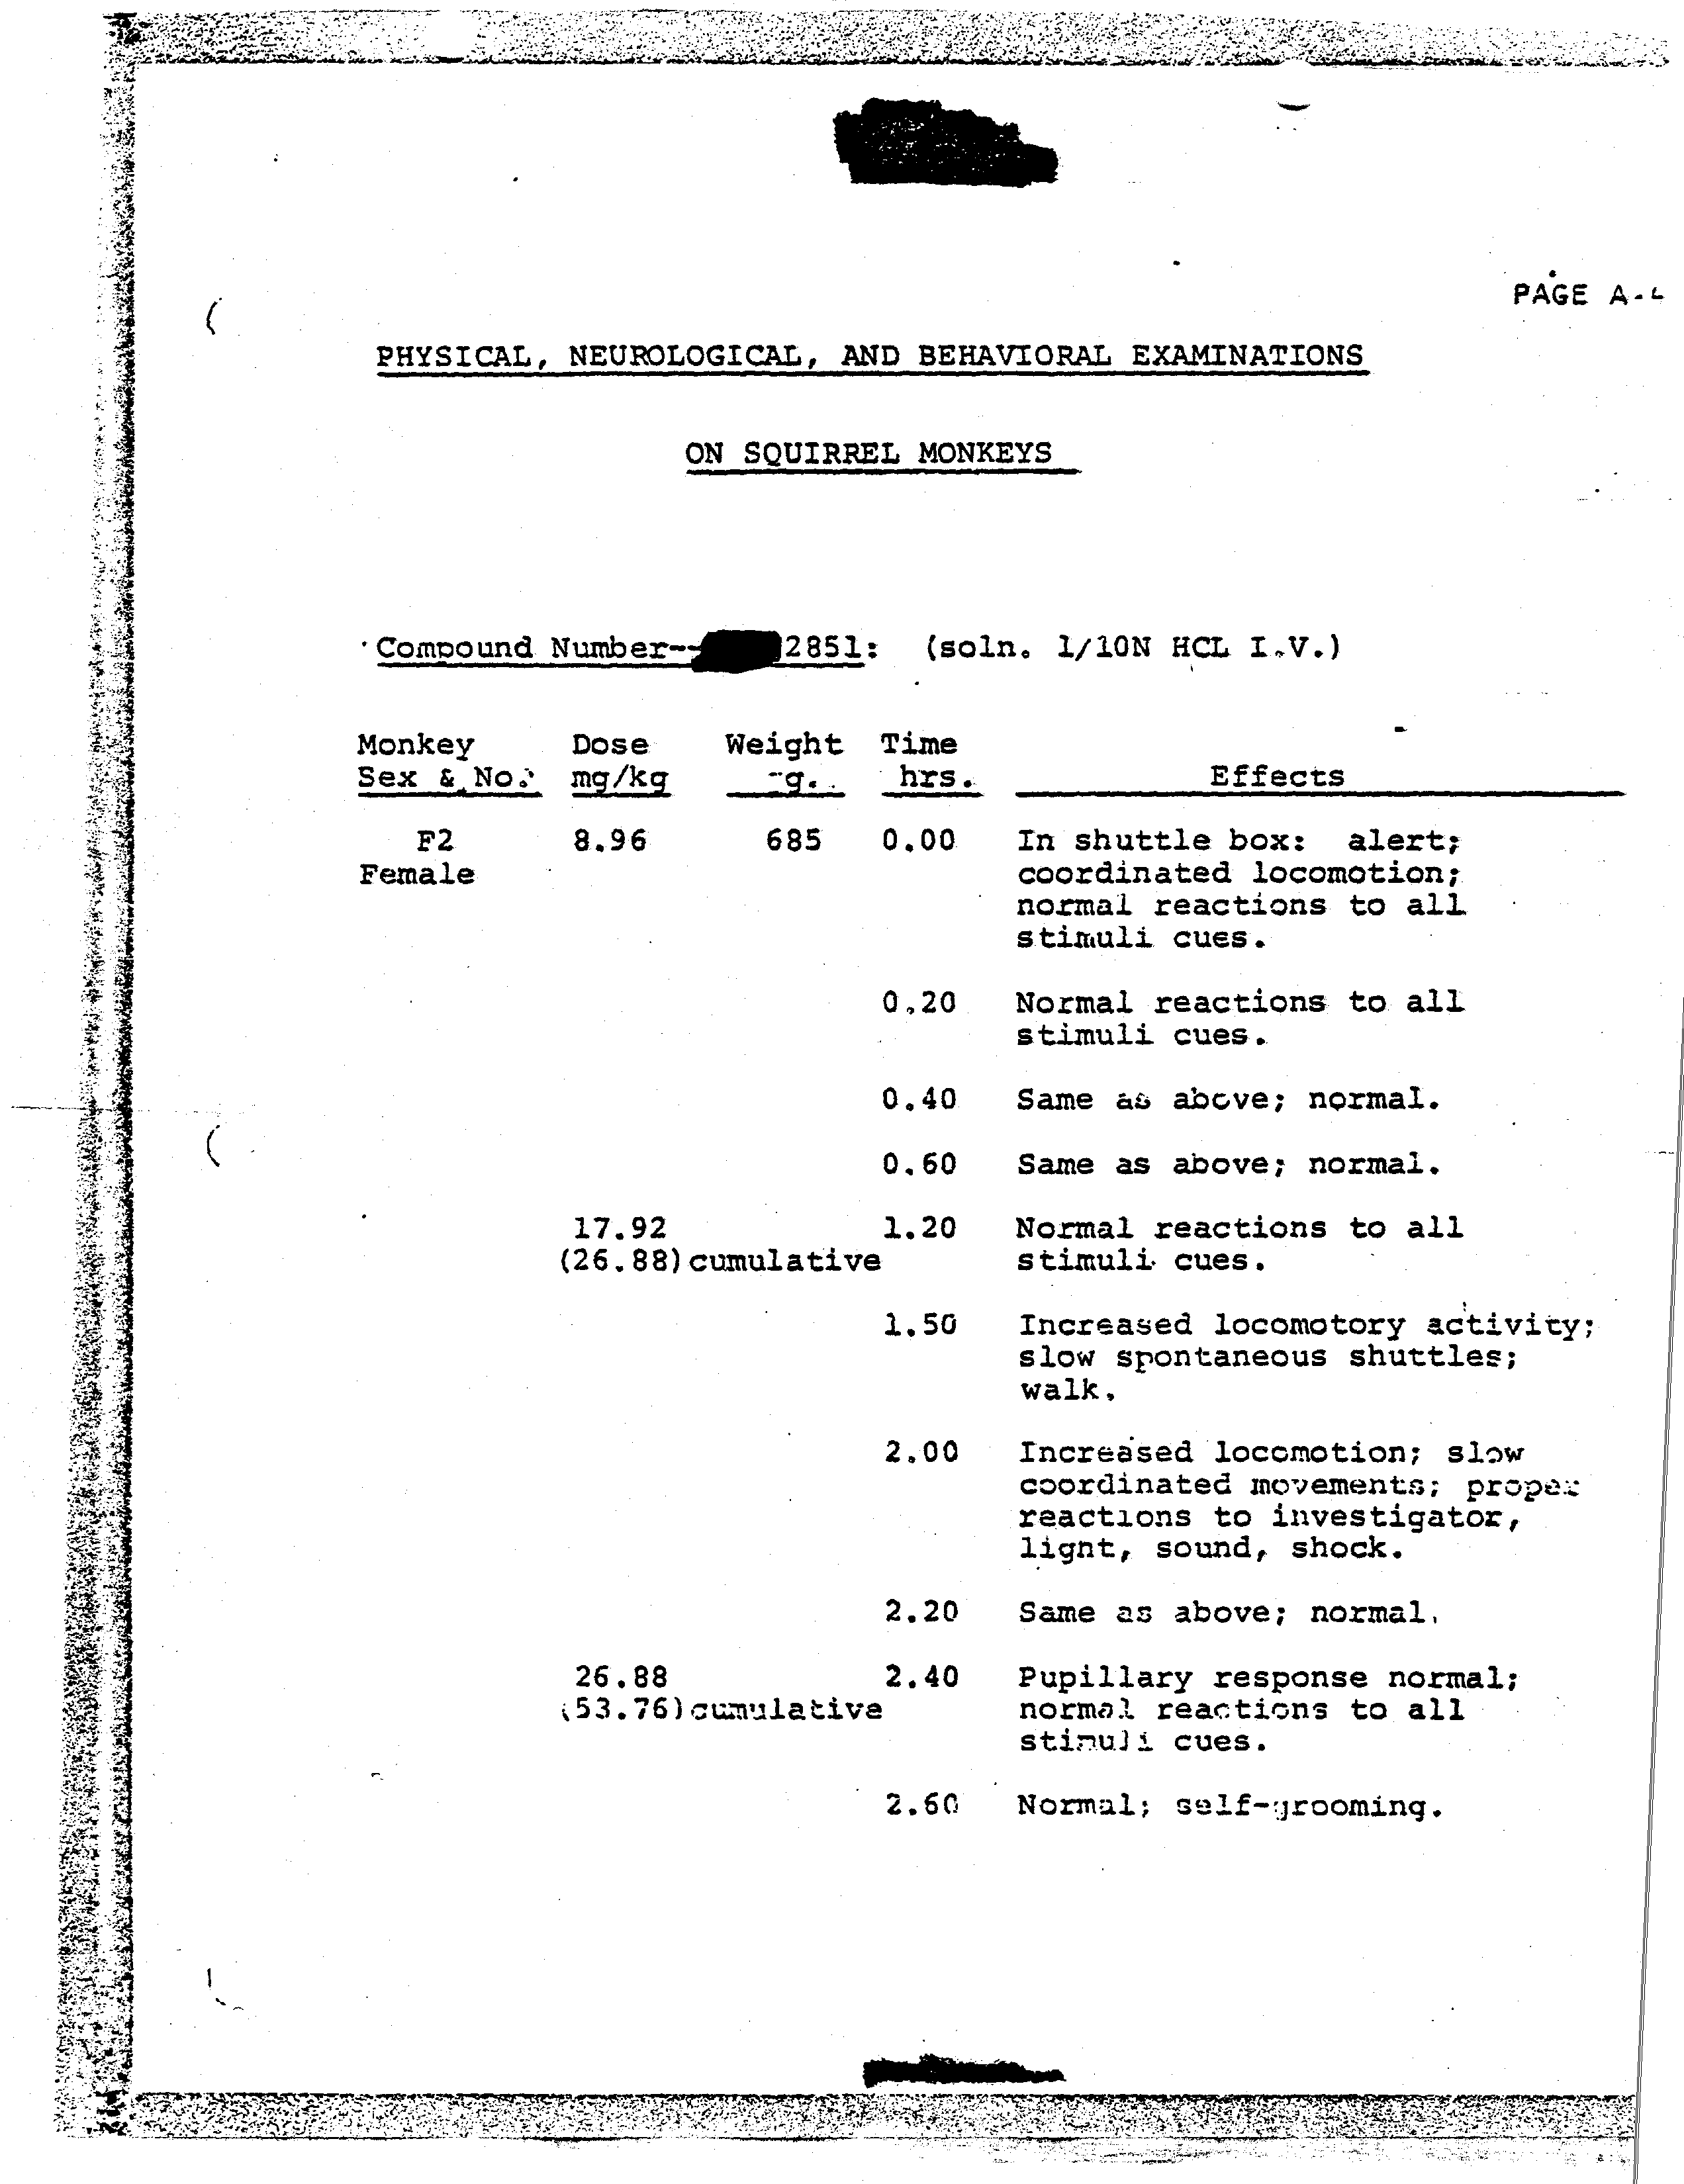 PAGE A-
PHYSICAL, NEUROLOGICAL, AND BEHAVIORAL EXAMINATIONS
ON SQUIRREL MONKEYS
Compound Number-- 2851: (soln. 1/10N HCL I.V.)
Monkey Dose Weight Time
Sex & No. mg/kg g. hrs. Effects
F2 8.96 685 0.00 In shuttle box: alert;
Female coordinated locomotion;
normal reactions to all
stimuli cues.
0.20 Normal reactions to all
stimuli cues.
0.40 Same as above; normal.
0.60 Same as above; normal.
17.92 1.20 Normal reactions to all
(26.88)cumulative stimuli cues.
1.50 Increased locomotory activity;
slow spontaneous shuttles;
walk.
2.00 Increased locomotion; slow
coordinated movements; proper
reactions to investigator,
light, sound, shock.
2.20 Same as above; normal.
26.88 2.40 Pupillary response normal;
(53.76)cumulative normal reactions to all
stimuli cues.
2.60 Normal; self-grooming.